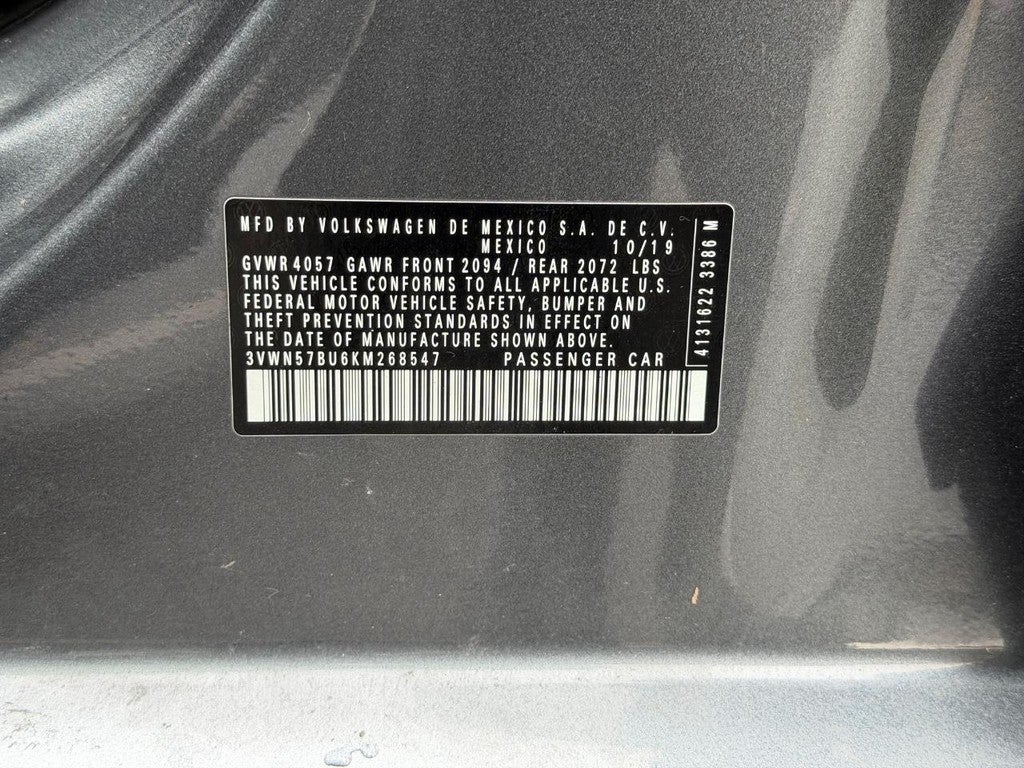 MFD BY VOLKSWAGEN DE MEXICO S.A. DE C.V.
MEXICO 10/19
GVWR 4057 GAWR FRONT 2094 / REAR 2072 LBS
THIS VEHICLE CONFORMS TO ALL APPLICABLE U.S.
FEDERAL MOTOR VEHICLE SAFETY, BUMPER AND
THEFT PREVENTION STANDARDS IN EFFECT ON
THE DATE OF MANUFACTURE SHOWN ABOVE.
3VWN57BU6KM268547 PASSENGER CAR
4131622 3386 M